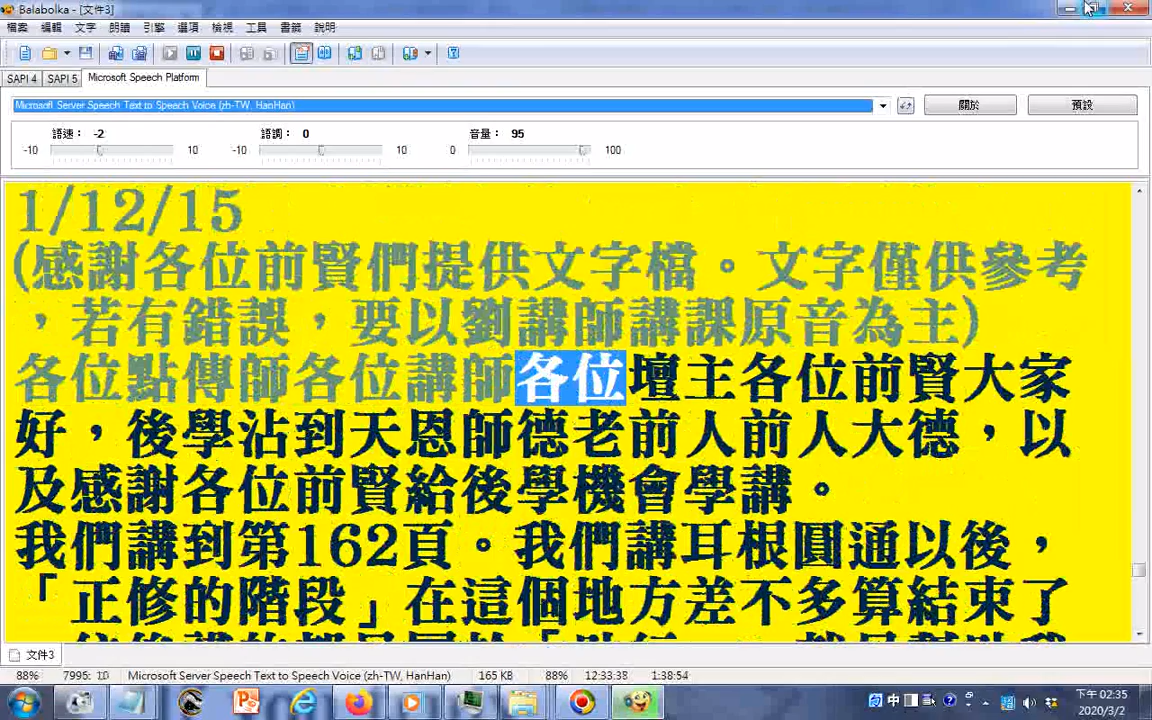 Balabolka - [文件3]
檔案 編輯 文字 朗讀 引擎 選項 檢視 工具 書籤 說明
SAPI 4 SAPI 5 Microsoft Speech Platform
Microsoft Server Speech Text to Speech Voice (zh-TW, HanHan)
關於 預設
語速： -2 語調： 0 音量： 95
-10 10 -10 10 0 100
1/12/15
(感謝各位前賢們提供文字檔。文字僅供參考
，若有錯誤，要以劉講師講課原音為主)
各位點傳師各位講師各位壇主各位前賢大家
好，後學沾到天恩師德老前人前人大德，以
及感謝各位前賢給後學機會學講。
我們講到第162頁。我們講耳根圓通以後，
「正修的階段」在這個地方差不多算結束了
文件3
88% 7995: 10 Microsoft Server Speech Text to Speech Voice (zh-TW, HanHan) 165 KB 88% 12:33:38 1:38:54
中 下午 02:35
2020/3/2